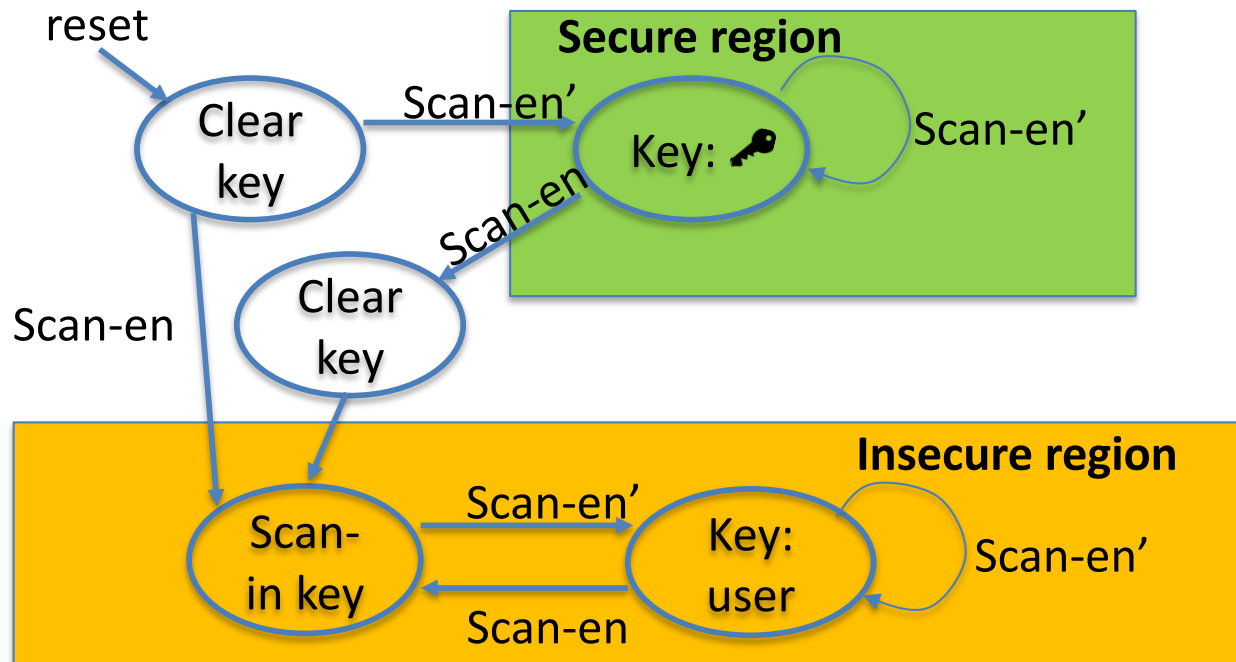 reset
Secure region
Clear
key
Scan-en’
Key:
Scan-en’
Scan-en
Clear
key
Scan-en
Insecure region
Scan-
in key
Scan-en’
Key:
user
Scan-en’
Scan-en